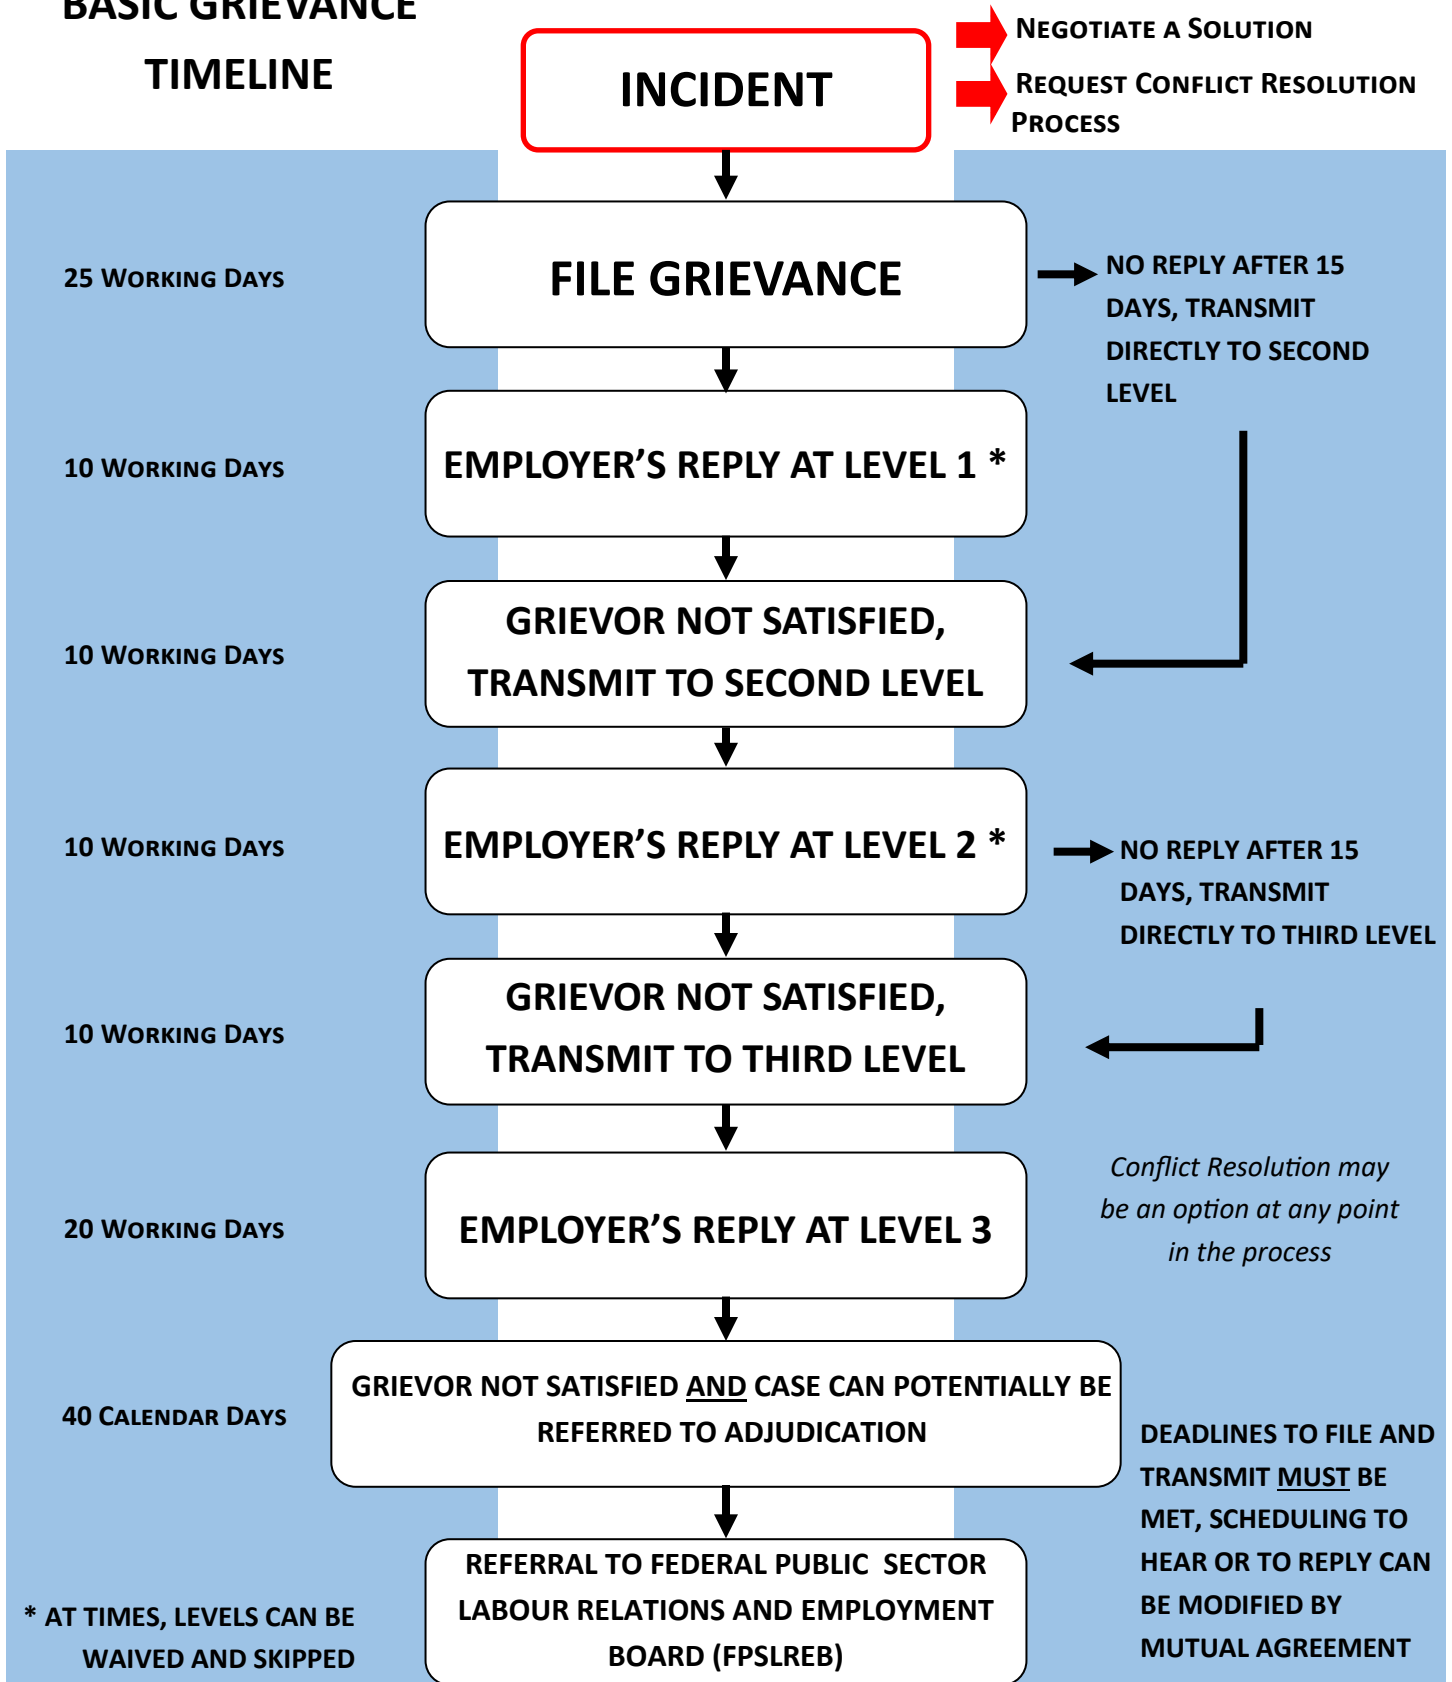 BASIC GRIEVANCE
TIMELINE
INCIDENT
NEGOTIATE A SOLUTION
REQUEST CONFLICT RESOLUTION
PROCESS
25 WORKING DAYS
FILE GRIEVANCE
NO REPLY AFTER 15
DAYS, TRANSMIT
DIRECTLY TO SECOND
LEVEL
10 WORKING DAYS
EMPLOYER’S REPLY AT LEVEL 1 *
10 WORKING DAYS
GRIEVOR NOT SATISFIED,
TRANSMIT TO SECOND LEVEL
10 WORKING DAYS
EMPLOYER’S REPLY AT LEVEL 2 *
NO REPLY AFTER 15
DAYS, TRANSMIT
DIRECTLY TO THIRD LEVEL
10 WORKING DAYS
GRIEVOR NOT SATISFIED,
TRANSMIT TO THIRD LEVEL
Conflict Resolution may
be an option at any point
in the process
20 WORKING DAYS
EMPLOYER’S REPLY AT LEVEL 3
40 CALENDAR DAYS
GRIEVOR NOT SATISFIED AND CASE CAN POTENTIALLY BE
REFERRED TO ADJUDICATION
DEADLINES TO FILE AND
TRANSMIT MUST BE
MET, SCHEDULING TO
HEAR OR TO REPLY CAN
BE MODIFIED BY
MUTUAL AGREEMENT
REFERRAL TO FEDERAL PUBLIC SECTOR
LABOUR RELATIONS AND EMPLOYMENT
BOARD (FPSLREB)
* AT TIMES, LEVELS CAN BE
WAIVED AND SKIPPED